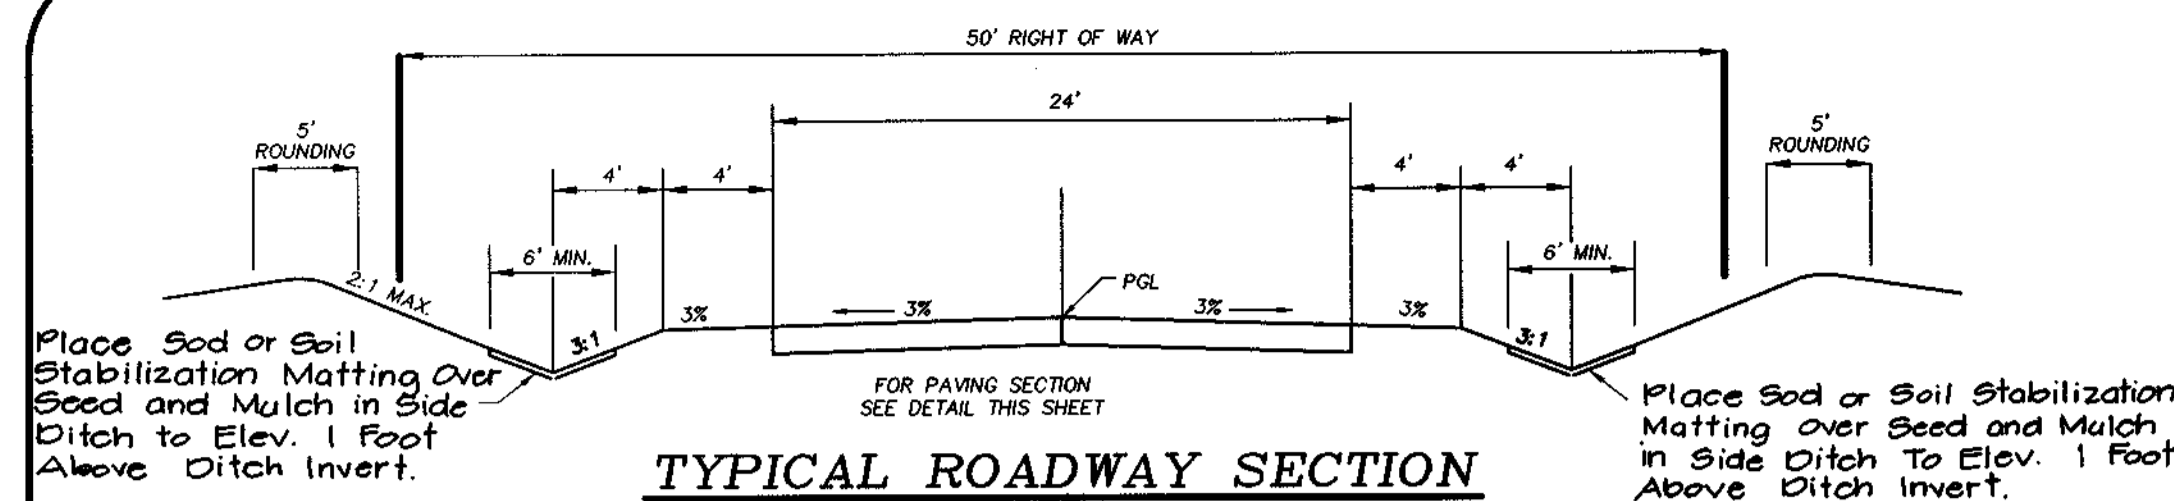 50' RIGHT OF WAY
24'
5'
ROUNDING
5'
ROUNDING
4'
4'
4'
4'
6' MIN.
6' MIN.
2:1 MAX.
PGL
3%
3%
3%
3%
3:1
3:1
FOR PAVING SECTION
SEE DETAIL THIS SHEET
Place Sod or Soil
Stabilization Matting Over
Seed and Mulch in Side
Ditch to Elev. 1 Foot
Above Ditch Invert.
Place Sod or Soil Stabilization
Matting over Seed and Mulch
in Side Ditch To Elev. 1 Foot
Above Ditch Invert.
TYPICAL ROADWAY SECTION